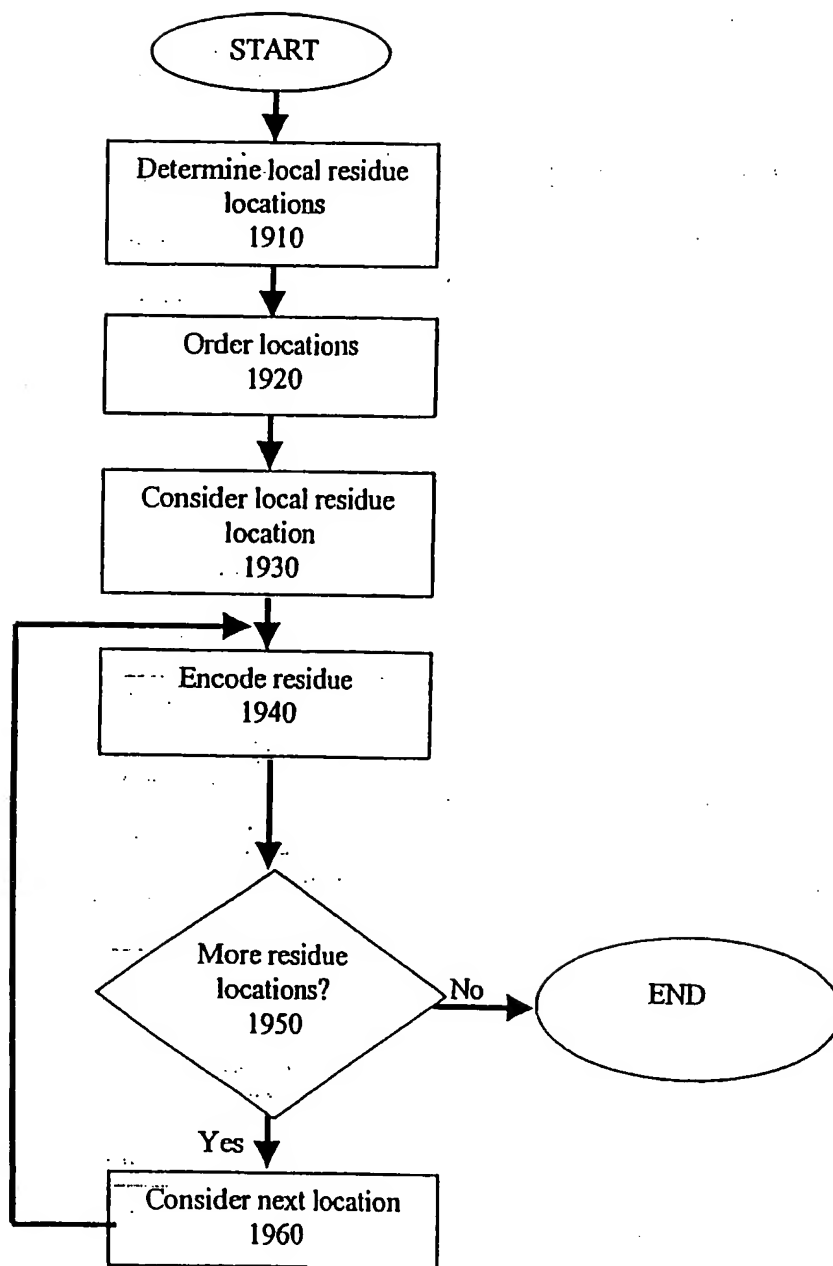 START
Determine local residue
locations
1910
Order locations
1920
Consider local residue
location
1930
Encode residue
1940
More residue
locations?
1950
No
END
Yes
Consider next location
1960